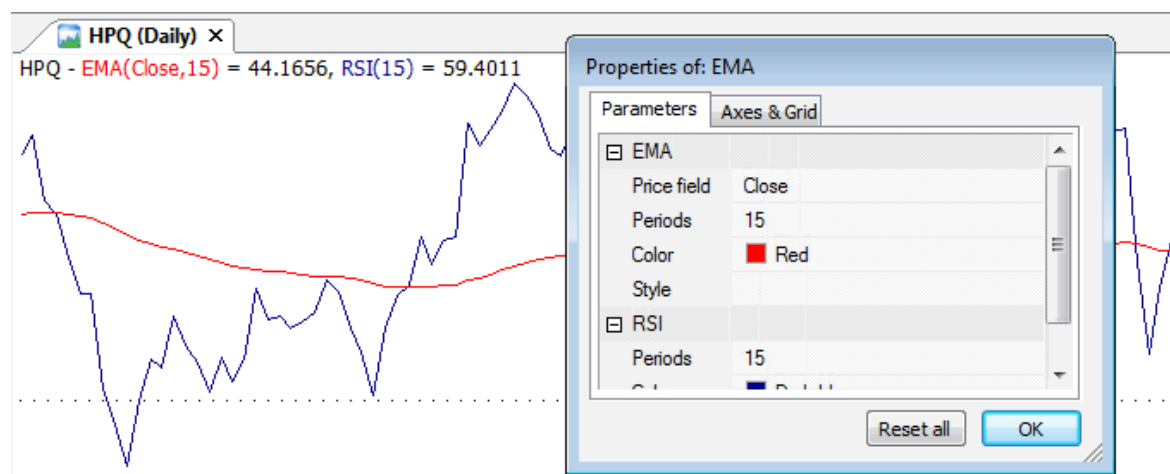 HPQ (Daily)
HPQ - EMA(Close,15) = 44.1656, RSI(15) = 59.4011
Properties of: EMA
Parameters Axes & Grid
EMA
Price field Close
Periods 15
Color Red
Style
RSI
Periods 15
Reset all OK